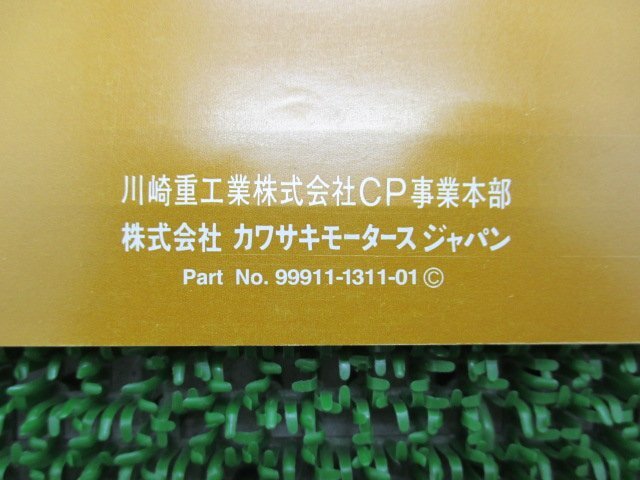 川崎重工業株式会社CP事業本部
株式会社 カワサキモータースジャパン
Part No. 99911-1311-01 ©